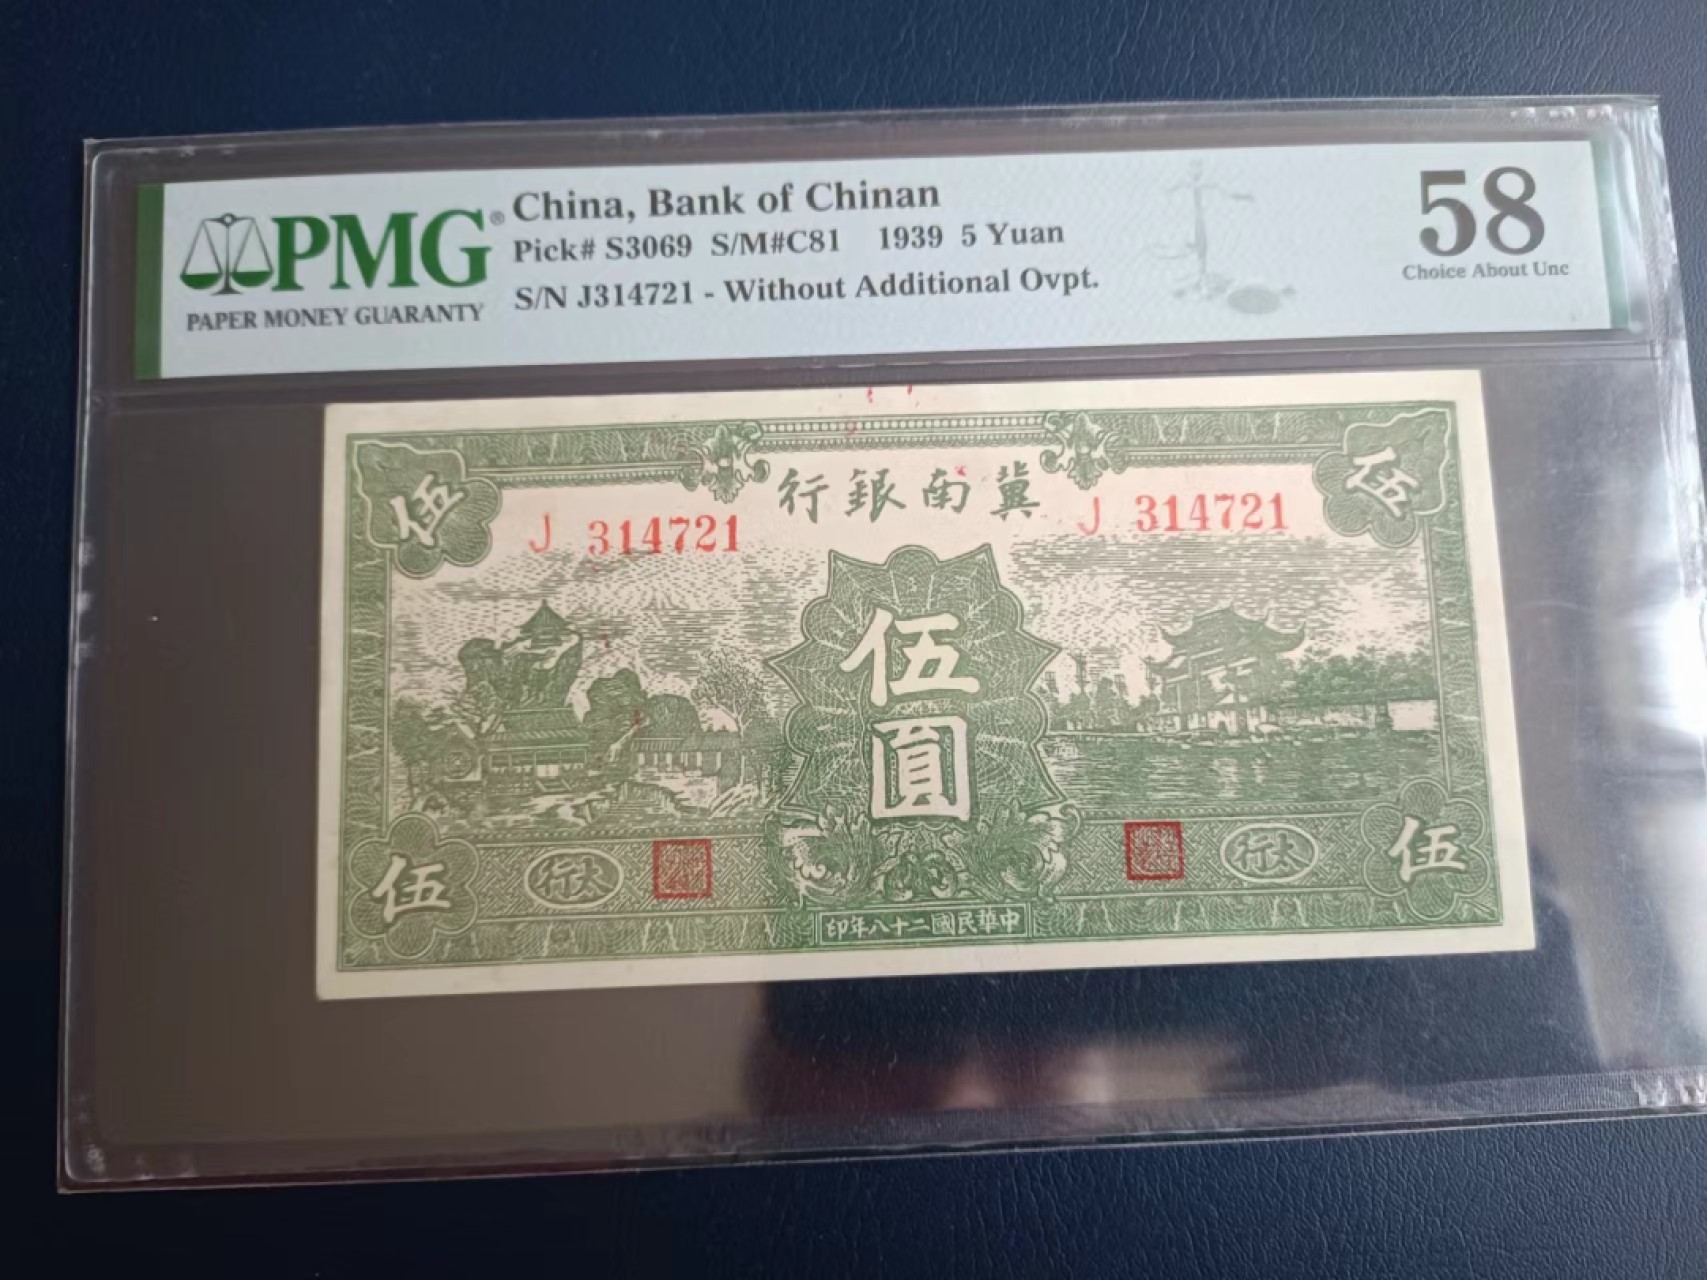 PMG®
PAPER MONEY GUARANTY
China, Bank of Chinan
Pick# S3069 S/M#C81 1939 5 Yuan
S/N J314721 - Without Additional Ovpt.
58
Choice About Unc
伍
行銀南冀
伍
J 314721
J 314721
伍圓
行太
行太
伍
伍
印年八十二國民華中